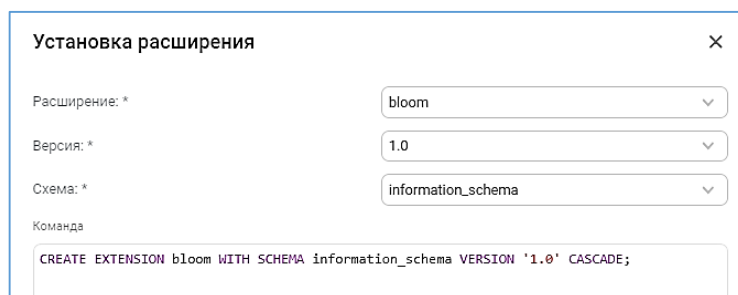 Установка расширения
Расширение: * bloom
Версия: * 1.0
Схема: * information_schema
Команда
CREATE EXTENSION bloom WITH SCHEMA information_schema VERSION '1.0' CASCADE;